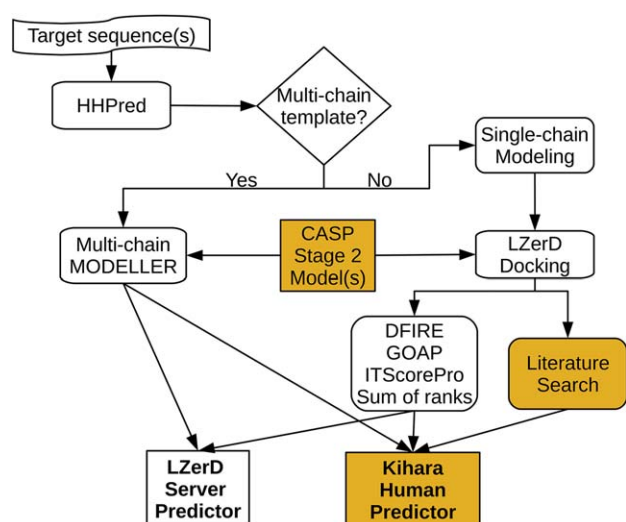 Target sequence(s)
HHPred
Multi-chain
template?
Single-chain
Modeling
Yes
No
Multi-chain
MODELLER
CASP
Stage 2
Model(s)
LZerD
Docking
DFIRE
GOAP
ITScorePro
Sum of ranks
Literature
Search
LZerD
Server
Predictor
Kihara
Human
Predictor